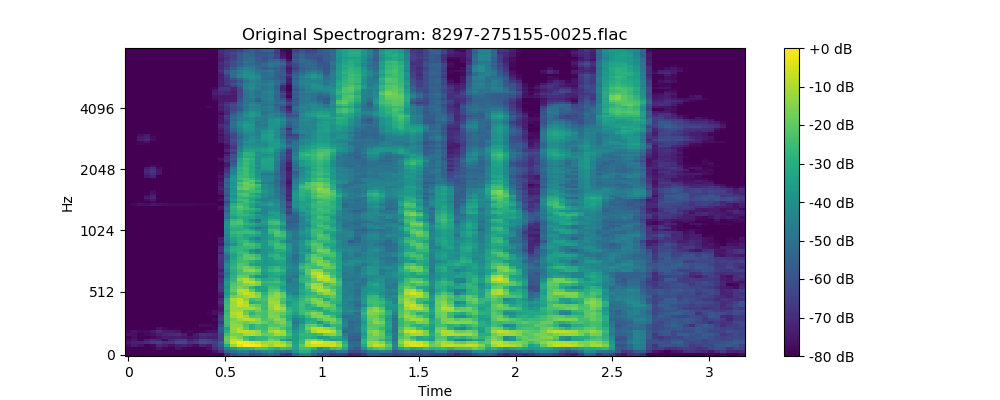 Original Spectrogram: 8297-275155-0025.flac
+0 dB
4096
-10 dB
-20 dB
2048
-30 dB
Hz
-40 dB
1024
-50 dB
512
-60 dB
-70 dB
0
-80 dB
0 0.5 1 1.5 2 2.5 3
Time